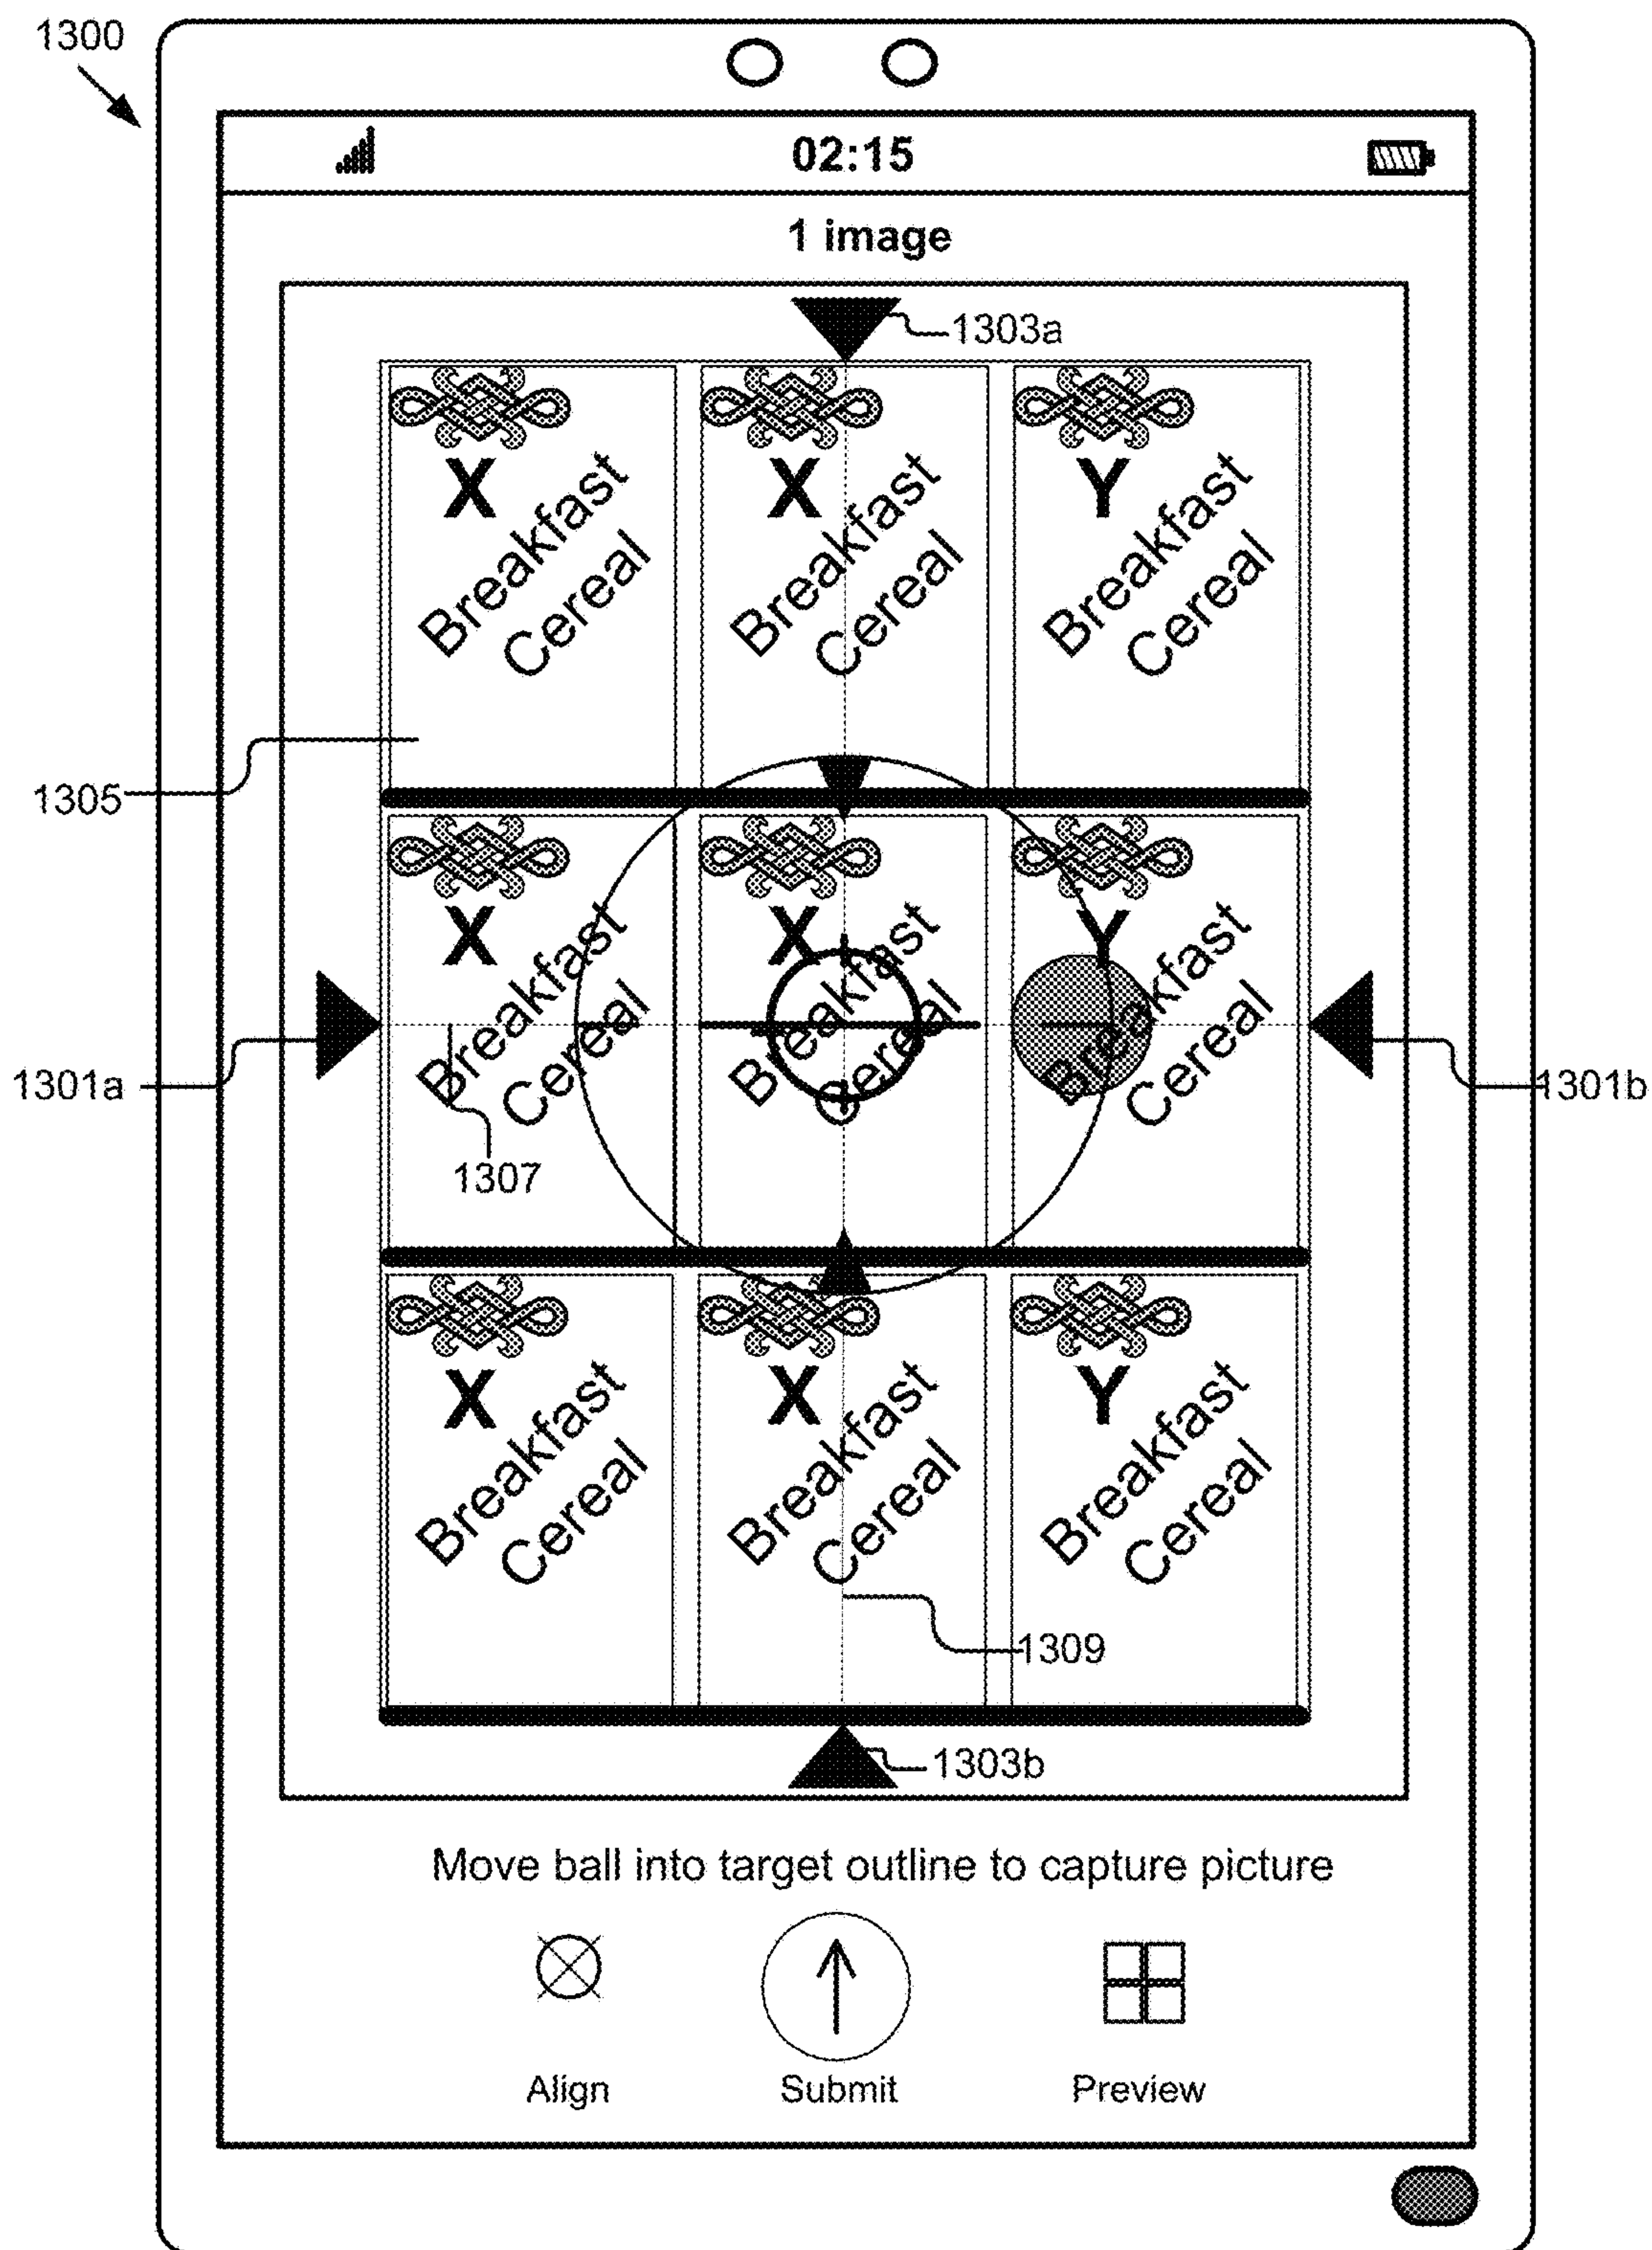 1300
02:15
1 image
1303a
X
Breakfast
Cereal
X
Breakfast
Cereal
Y
Breakfast
Cereal
1305
X
Breakfast
Cereal
X
Breakfast
Cereal
Y
Breakfast
Cereal
1301a
1301b
1307
X
Breakfast
Cereal
X
Breakfast
Cereal
Y
Breakfast
Cereal
1309
1303b
Move ball into target outline to capture picture
Align
Submit
Preview